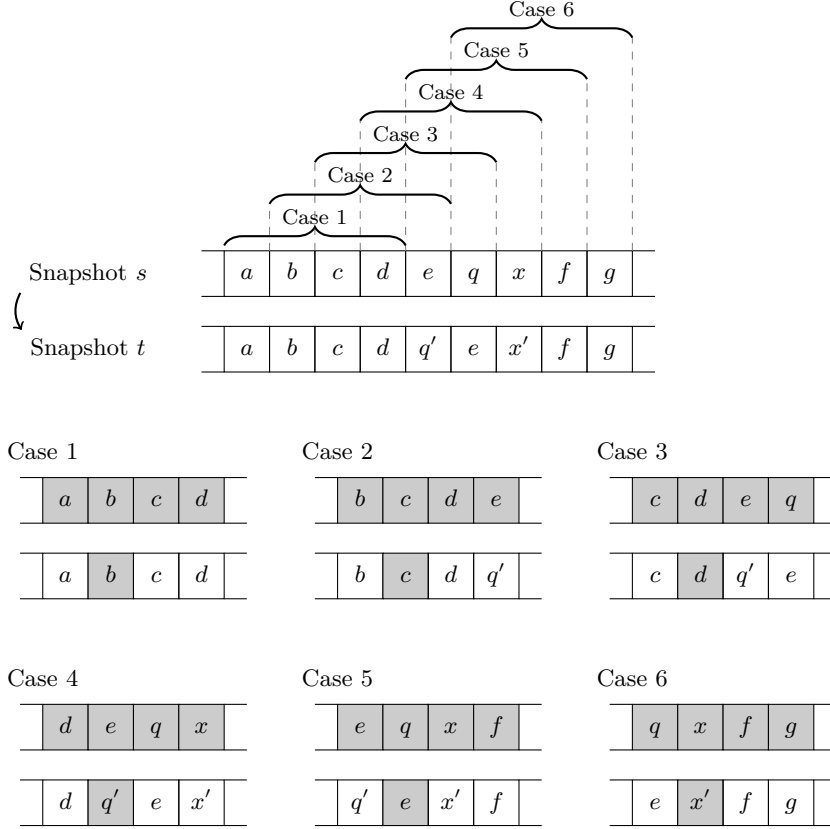 Case 6
Case 5
Case 4
Case 3
Case 2
Case 1
Snapshot s a b c d e q x f g
Snapshot t a b c d q′ e x′ f g
Case 1 Case 2 Case 3
a b c d b c d e c d e q
a b c d b c d q′ c d q′ e
Case 4 Case 5 Case 6
d e q x e q x f q x f g
d q′ e x′ q′ e x′ f e x′ f g